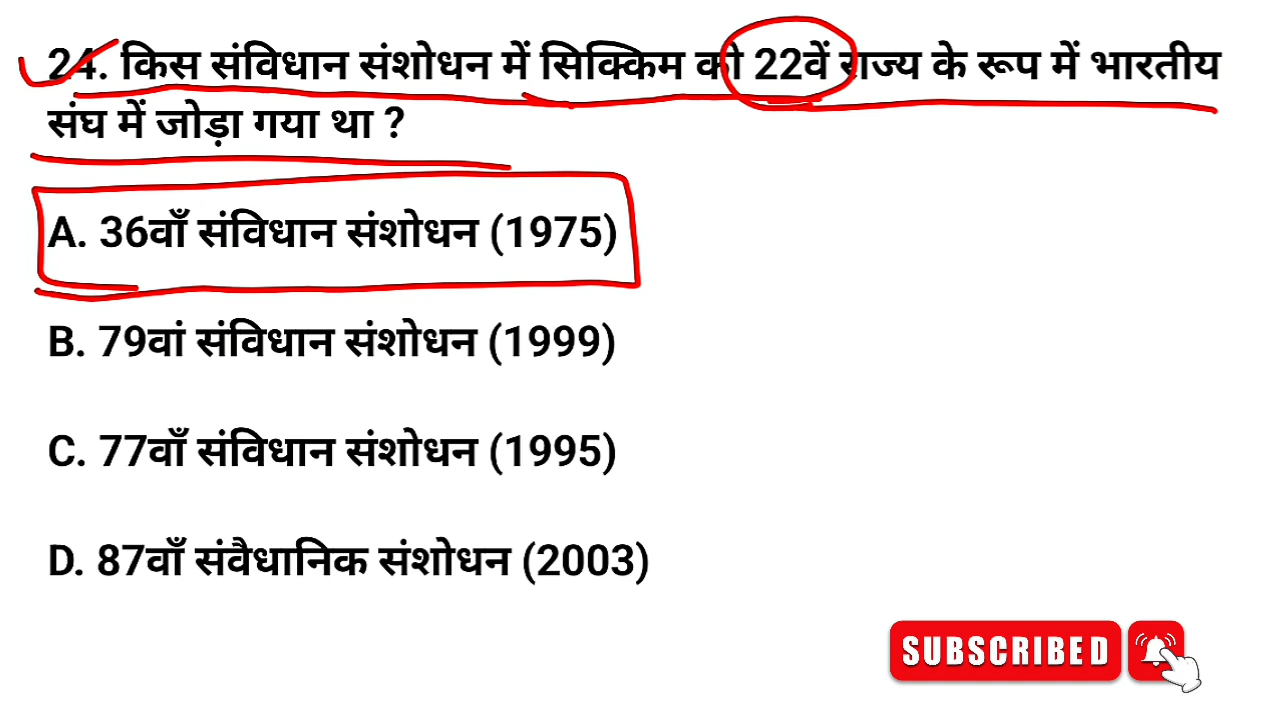 24. किस संविधान संशोधन में सिक्किम को 22वें राज्य के रूप में भारतीय
संघ में जोड़ा गया था ?
A. 36वाँ संविधान संशोधन (1975)
B. 79वां संविधान संशोधन (1999)
C. 77वाँ संविधान संशोधन (1995)
D. 87वाँ संवैधानिक संशोधन (2003)
SUBSCRIBED